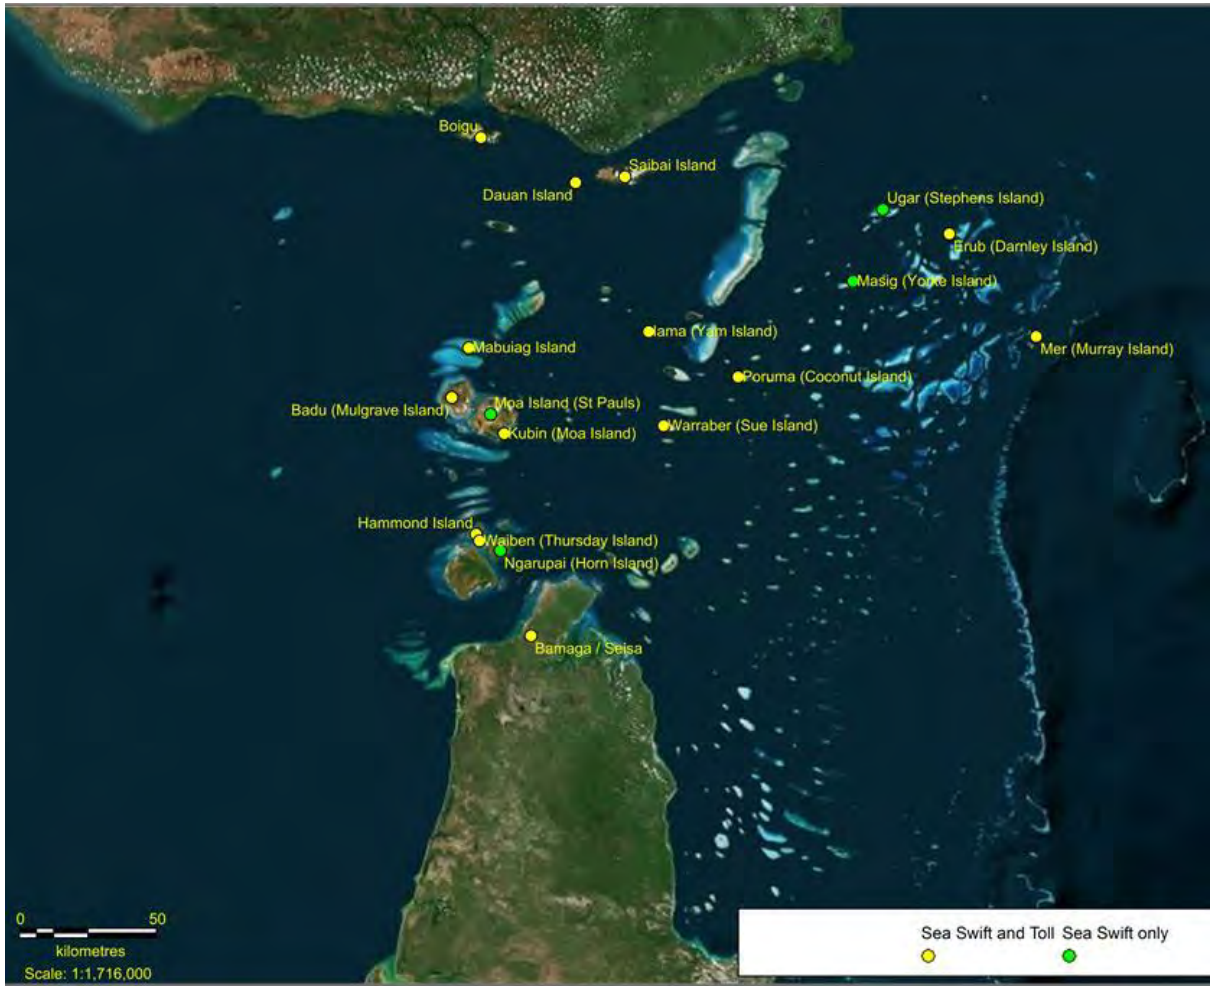 Boigu
Saibai Island
Dauan Island
Ugar (Stephens Island)
Erub (Darnley Island)
Masig (Yorke Island)
Iama (Yam Island)
Mer (Murray Island)
Mabuiag Island
Poruma (Coconut Island)
Badu (Mulgrave Island)
Moa Island (St Pauls)
Warraber (Sue Island)
Kubin (Moa Island)
Hammond Island
Waiben (Thursday Island)
Ngarupai (Horn Island)
Bamaga / Seisa
0 50
kilometres
Scale: 1:1,716,000
Sea Swift and Toll Sea Swift only